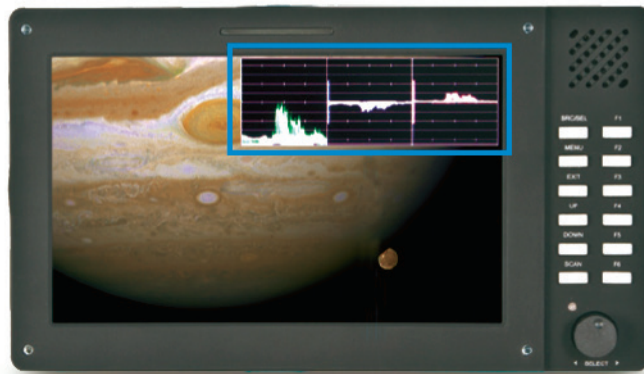 BRC/SEL F1
MENU F2
EXIT F3
UP F4
DOWN F5
SCAN F6
SELECT